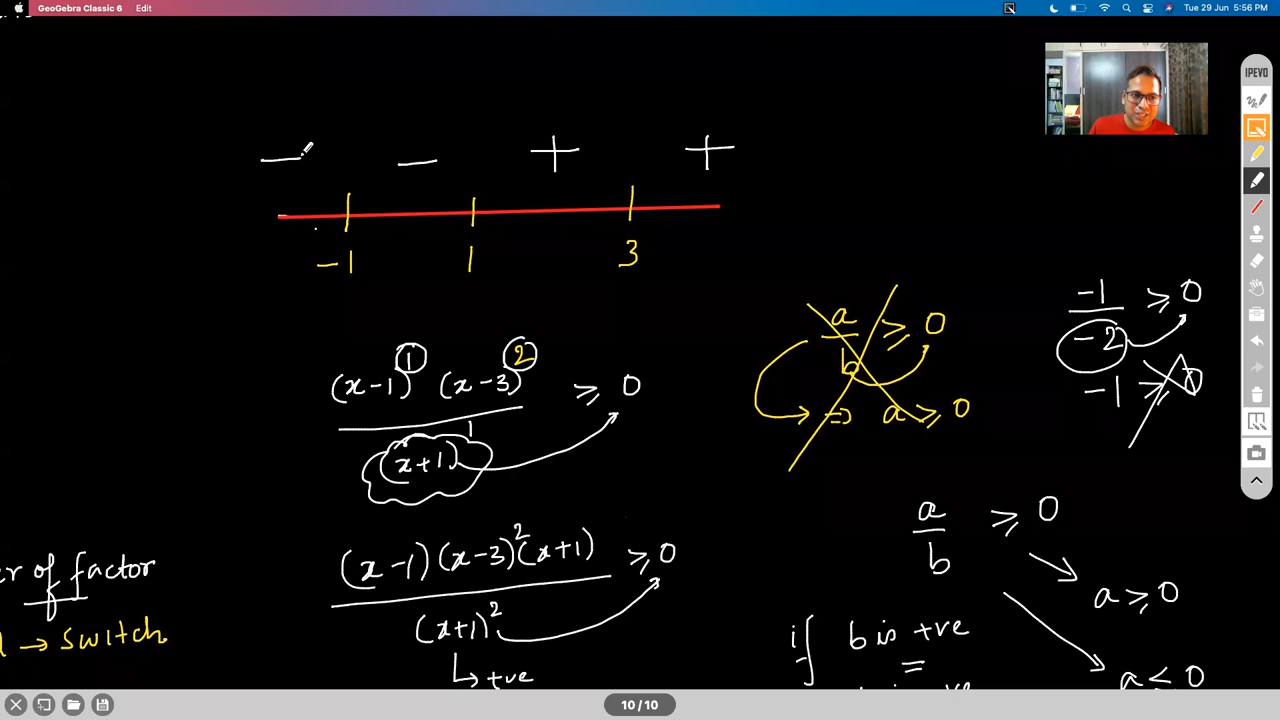 GeoGebra Classic 6 Edit
Tue 29 Jun 5:56 PM
IPEVO
— — + +
−1 1 3
(x−1)^1 (x−3)^2 / (x+1)^1 ≥ 0
a/b ≥ 0
⇒ a ≥ 0
−1/−2 ≥ 0
−1 ≥ 0
(x−1)(x−3)^2(x+1) / (x+1)^2 ≥ 0
↳ +ve
er of factor
→ switch
a/b ≥ 0
a ≥ 0
if b is +ve
a ≤ 0
10 / 10